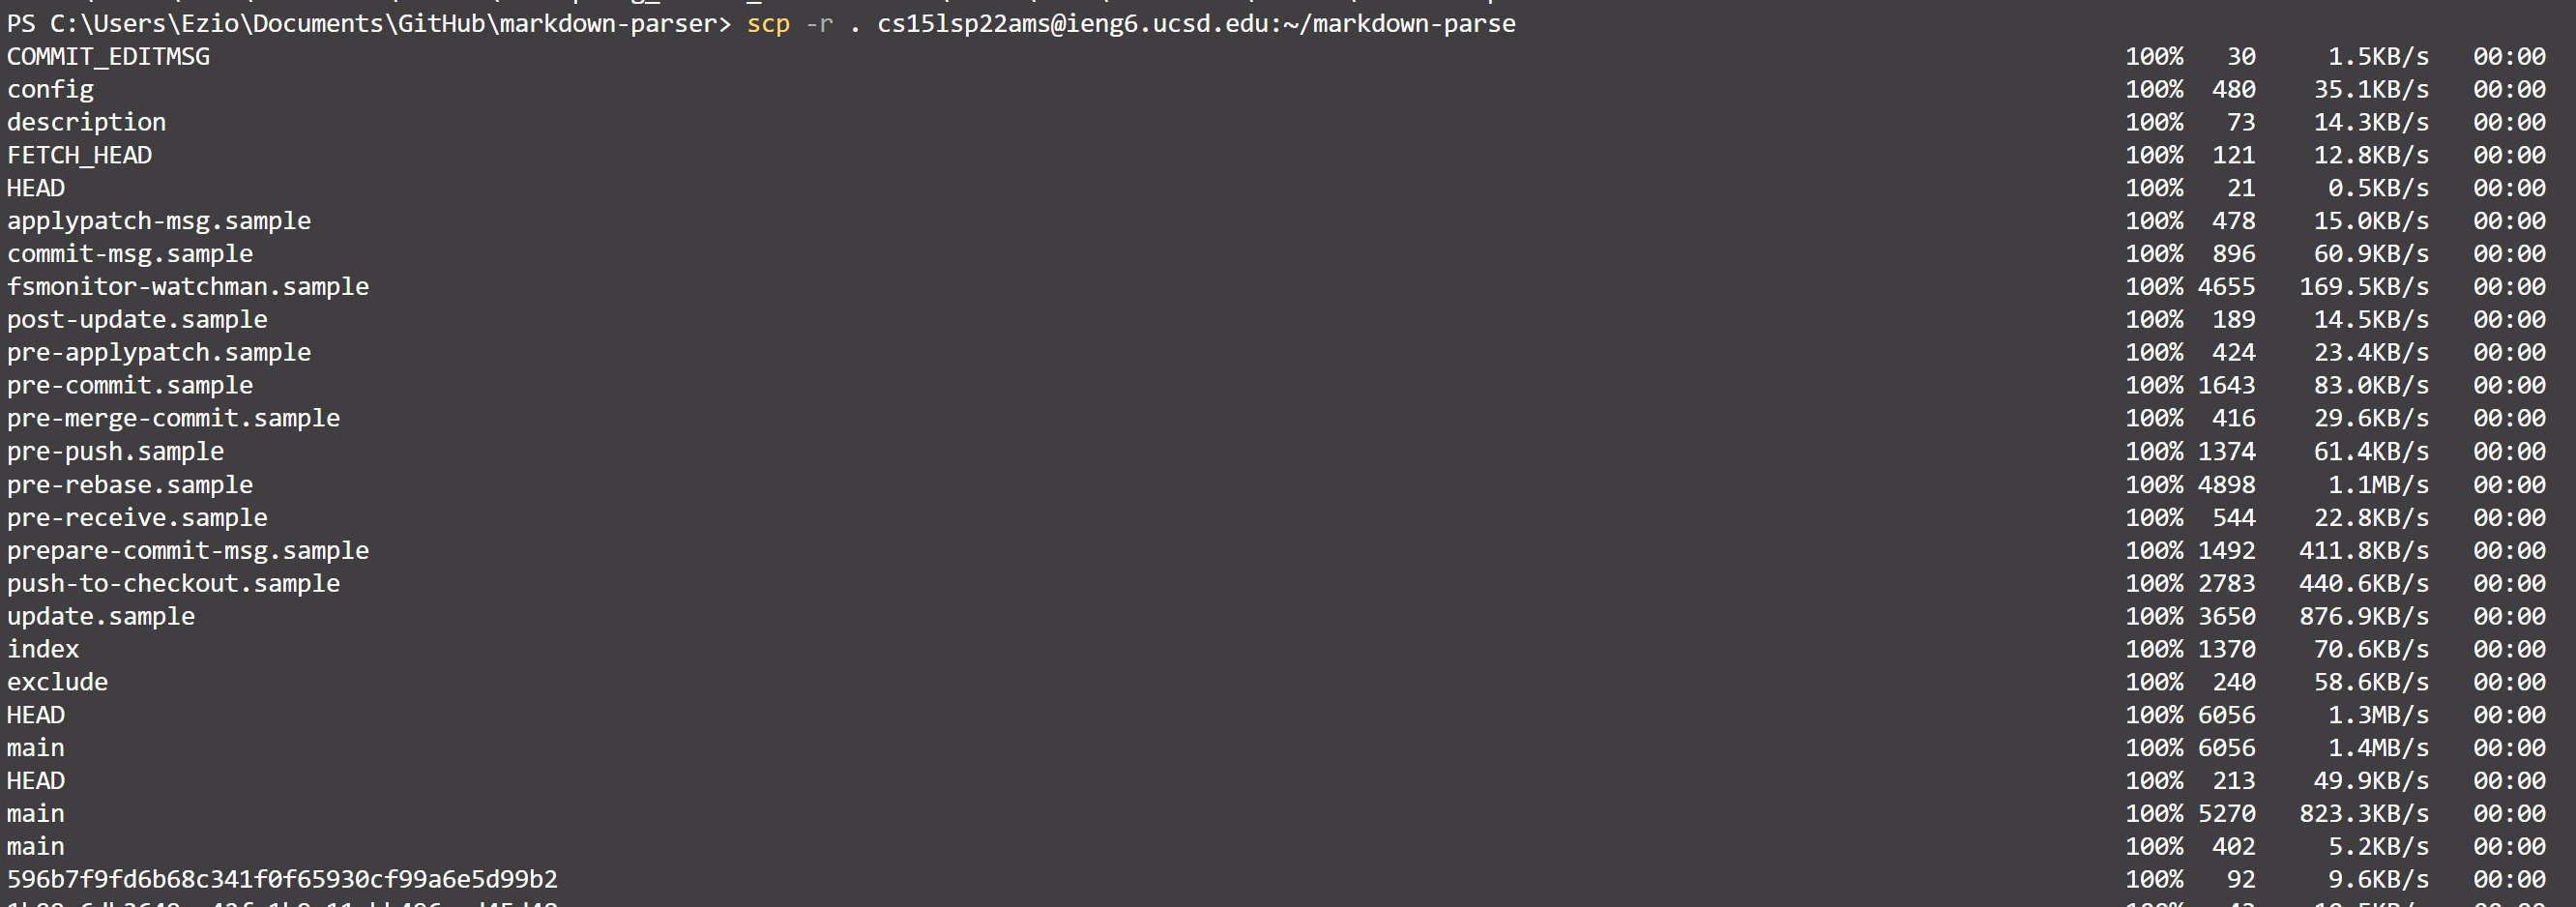 PS C:\Users\Ezio\Documents\GitHub\markdown-parser> scp -r . cs15lsp22ams@ieng6.ucsd.edu:~/markdown-parse
COMMIT_EDITMSG 100% 30 1.5KB/s 00:00
config 100% 480 35.1KB/s 00:00
description 100% 73 14.3KB/s 00:00
FETCH_HEAD 100% 121 12.8KB/s 00:00
HEAD 100% 21 0.5KB/s 00:00
applypatch-msg.sample 100% 478 15.0KB/s 00:00
commit-msg.sample 100% 896 60.9KB/s 00:00
fsmonitor-watchman.sample 100% 4655 169.5KB/s 00:00
post-update.sample 100% 189 14.5KB/s 00:00
pre-applypatch.sample 100% 424 23.4KB/s 00:00
pre-commit.sample 100% 1643 83.0KB/s 00:00
pre-merge-commit.sample 100% 416 29.6KB/s 00:00
pre-push.sample 100% 1374 61.4KB/s 00:00
pre-rebase.sample 100% 4898 1.1MB/s 00:00
pre-receive.sample 100% 544 22.8KB/s 00:00
prepare-commit-msg.sample 100% 1492 411.8KB/s 00:00
push-to-checkout.sample 100% 2783 440.6KB/s 00:00
update.sample 100% 3650 876.9KB/s 00:00
index 100% 1370 70.6KB/s 00:00
exclude 100% 240 58.6KB/s 00:00
HEAD 100% 6056 1.3MB/s 00:00
main 100% 6056 1.4MB/s 00:00
HEAD 100% 213 49.9KB/s 00:00
main 100% 5270 823.3KB/s 00:00
main 100% 402 5.2KB/s 00:00
596b7f9fd6b68c341f0f65930cf99a6e5d99b2 100% 92 9.6KB/s 00:00